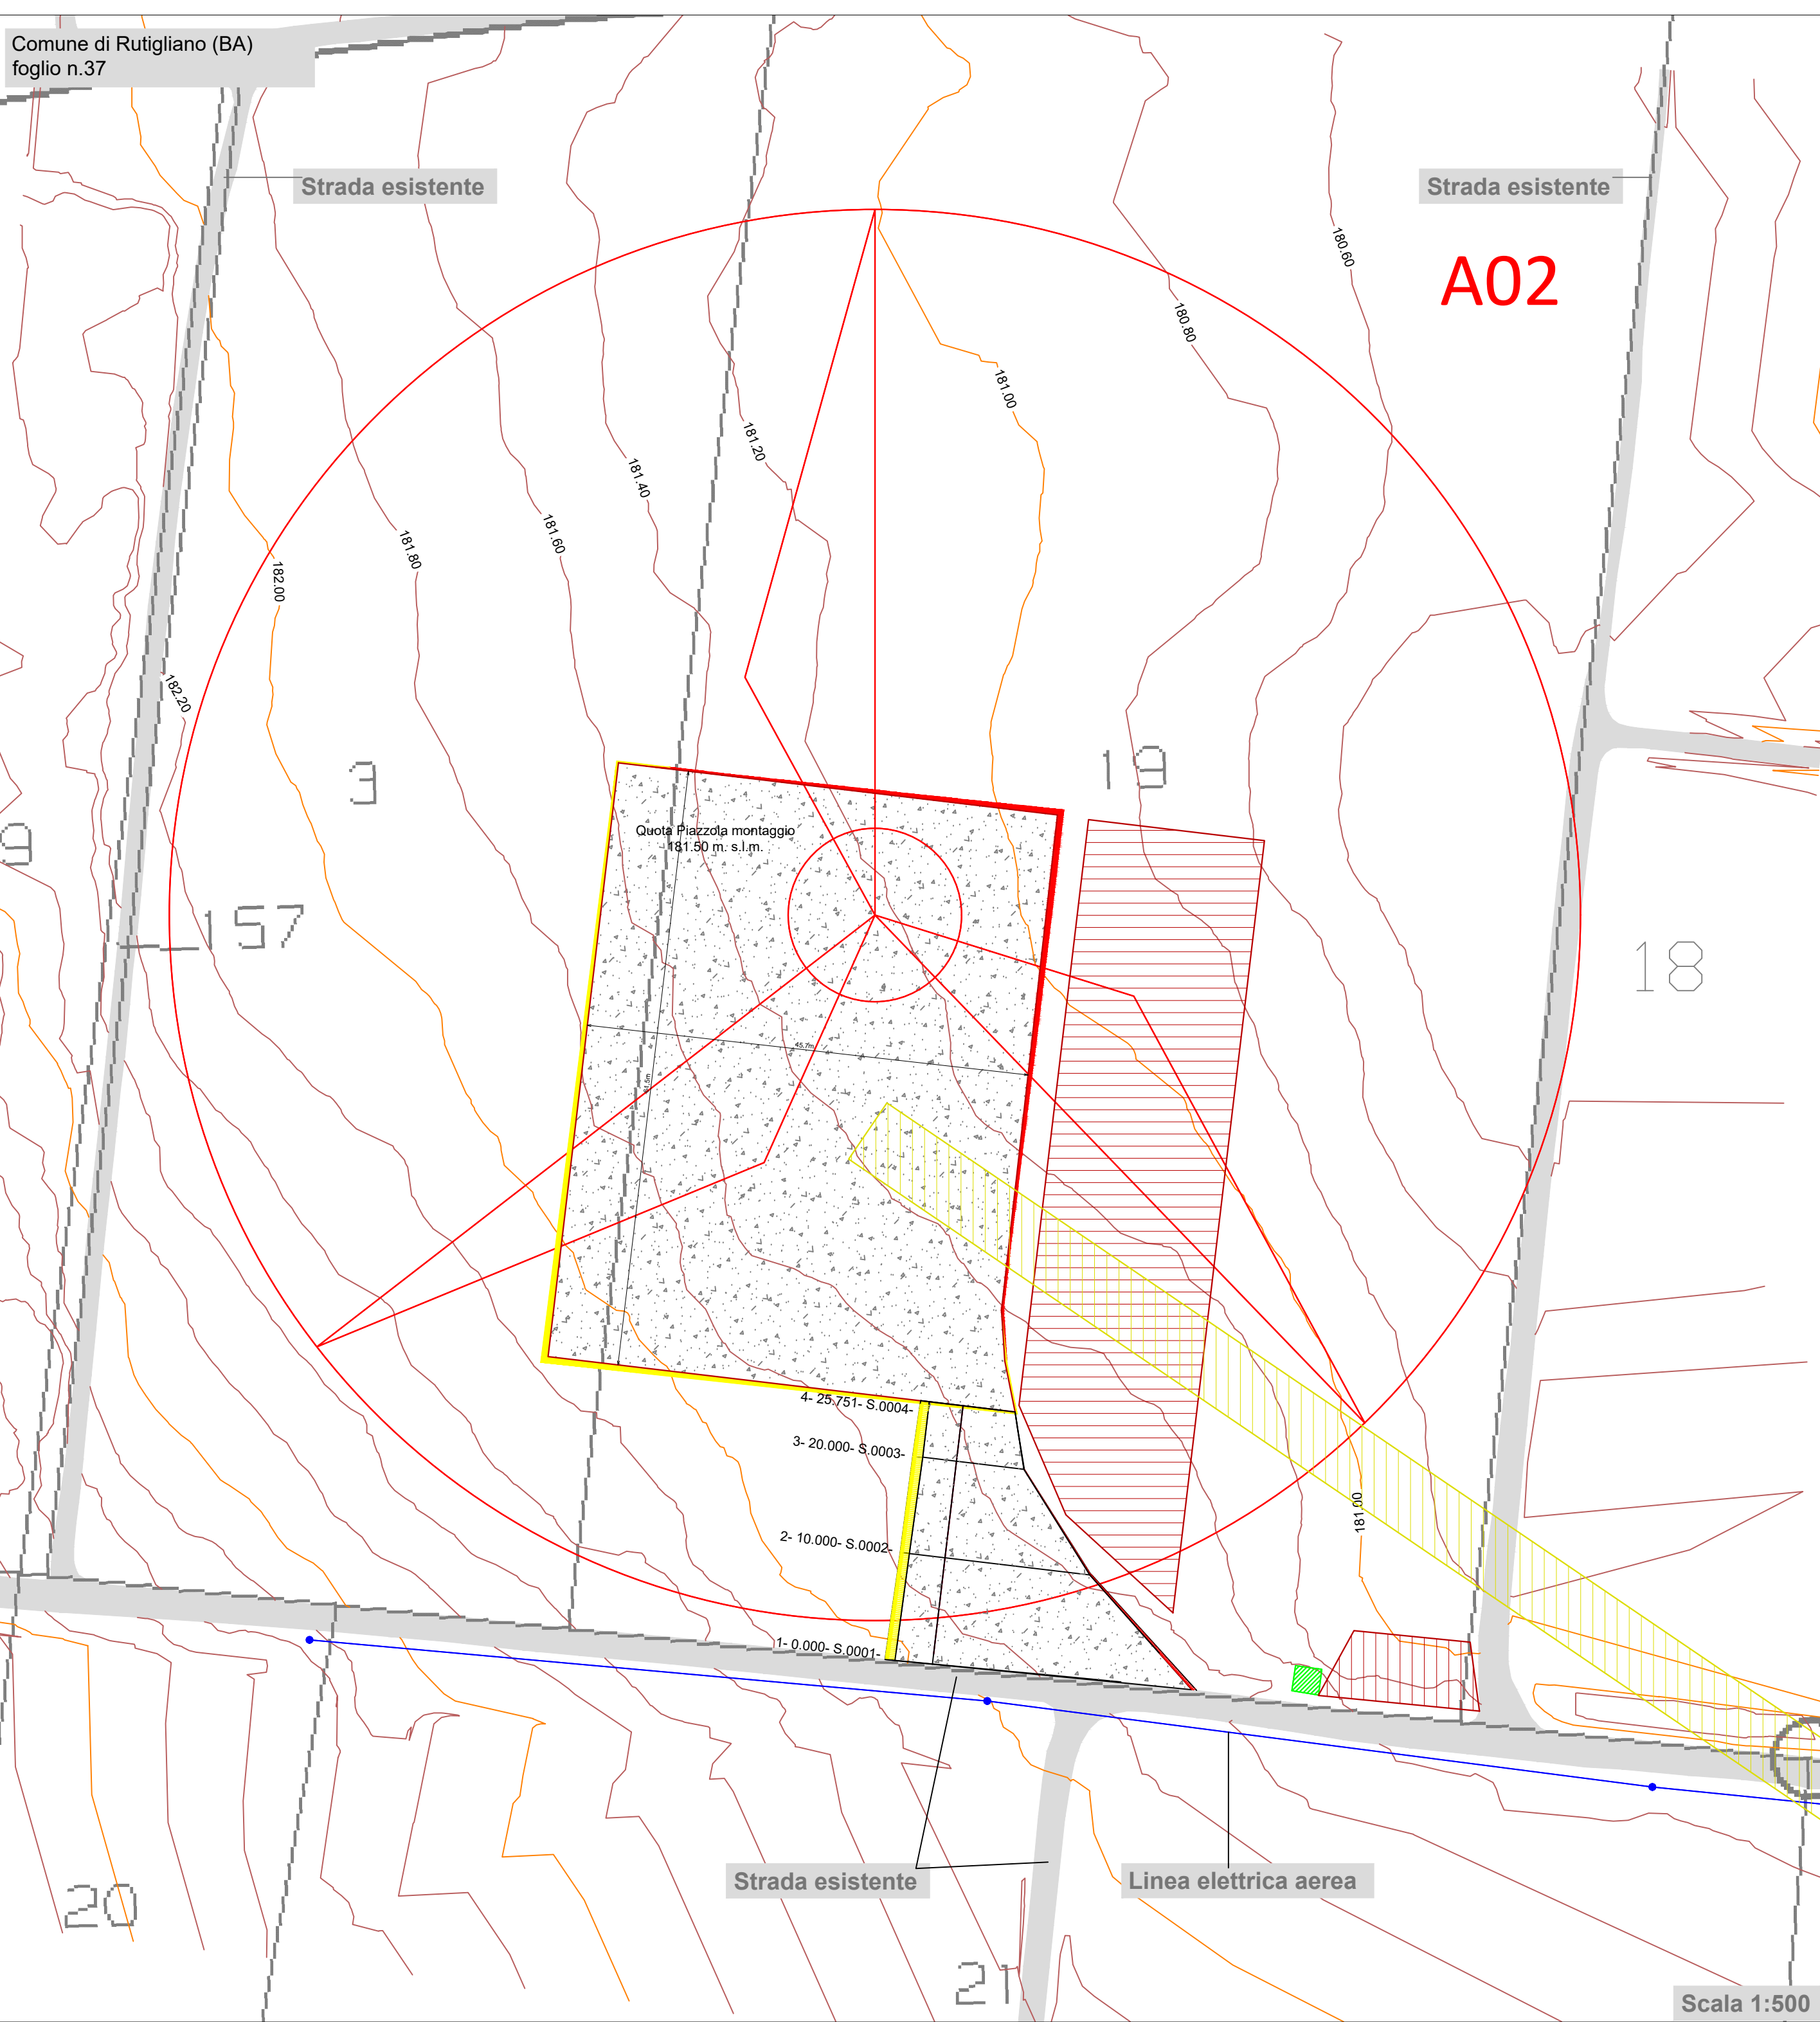 Comune di Rutigliano (BA)
foglio n.37
Strada esistente
Strada esistente
A02
180.60
180.80
181.00
181.20
181.40
181.60
181.80
182.00
182.20
3
19
9
157
18
Quota Piazzola montaggio
181.50 m. s.l.m.
45.7m
4- 25.751- S.0004-
3- 20.000- S.0003-
2- 10.000- S.0002-
1- 0.000- S.0001-
181.00
Strada esistente
Linea elettrica aerea
20
21
Scala 1:500